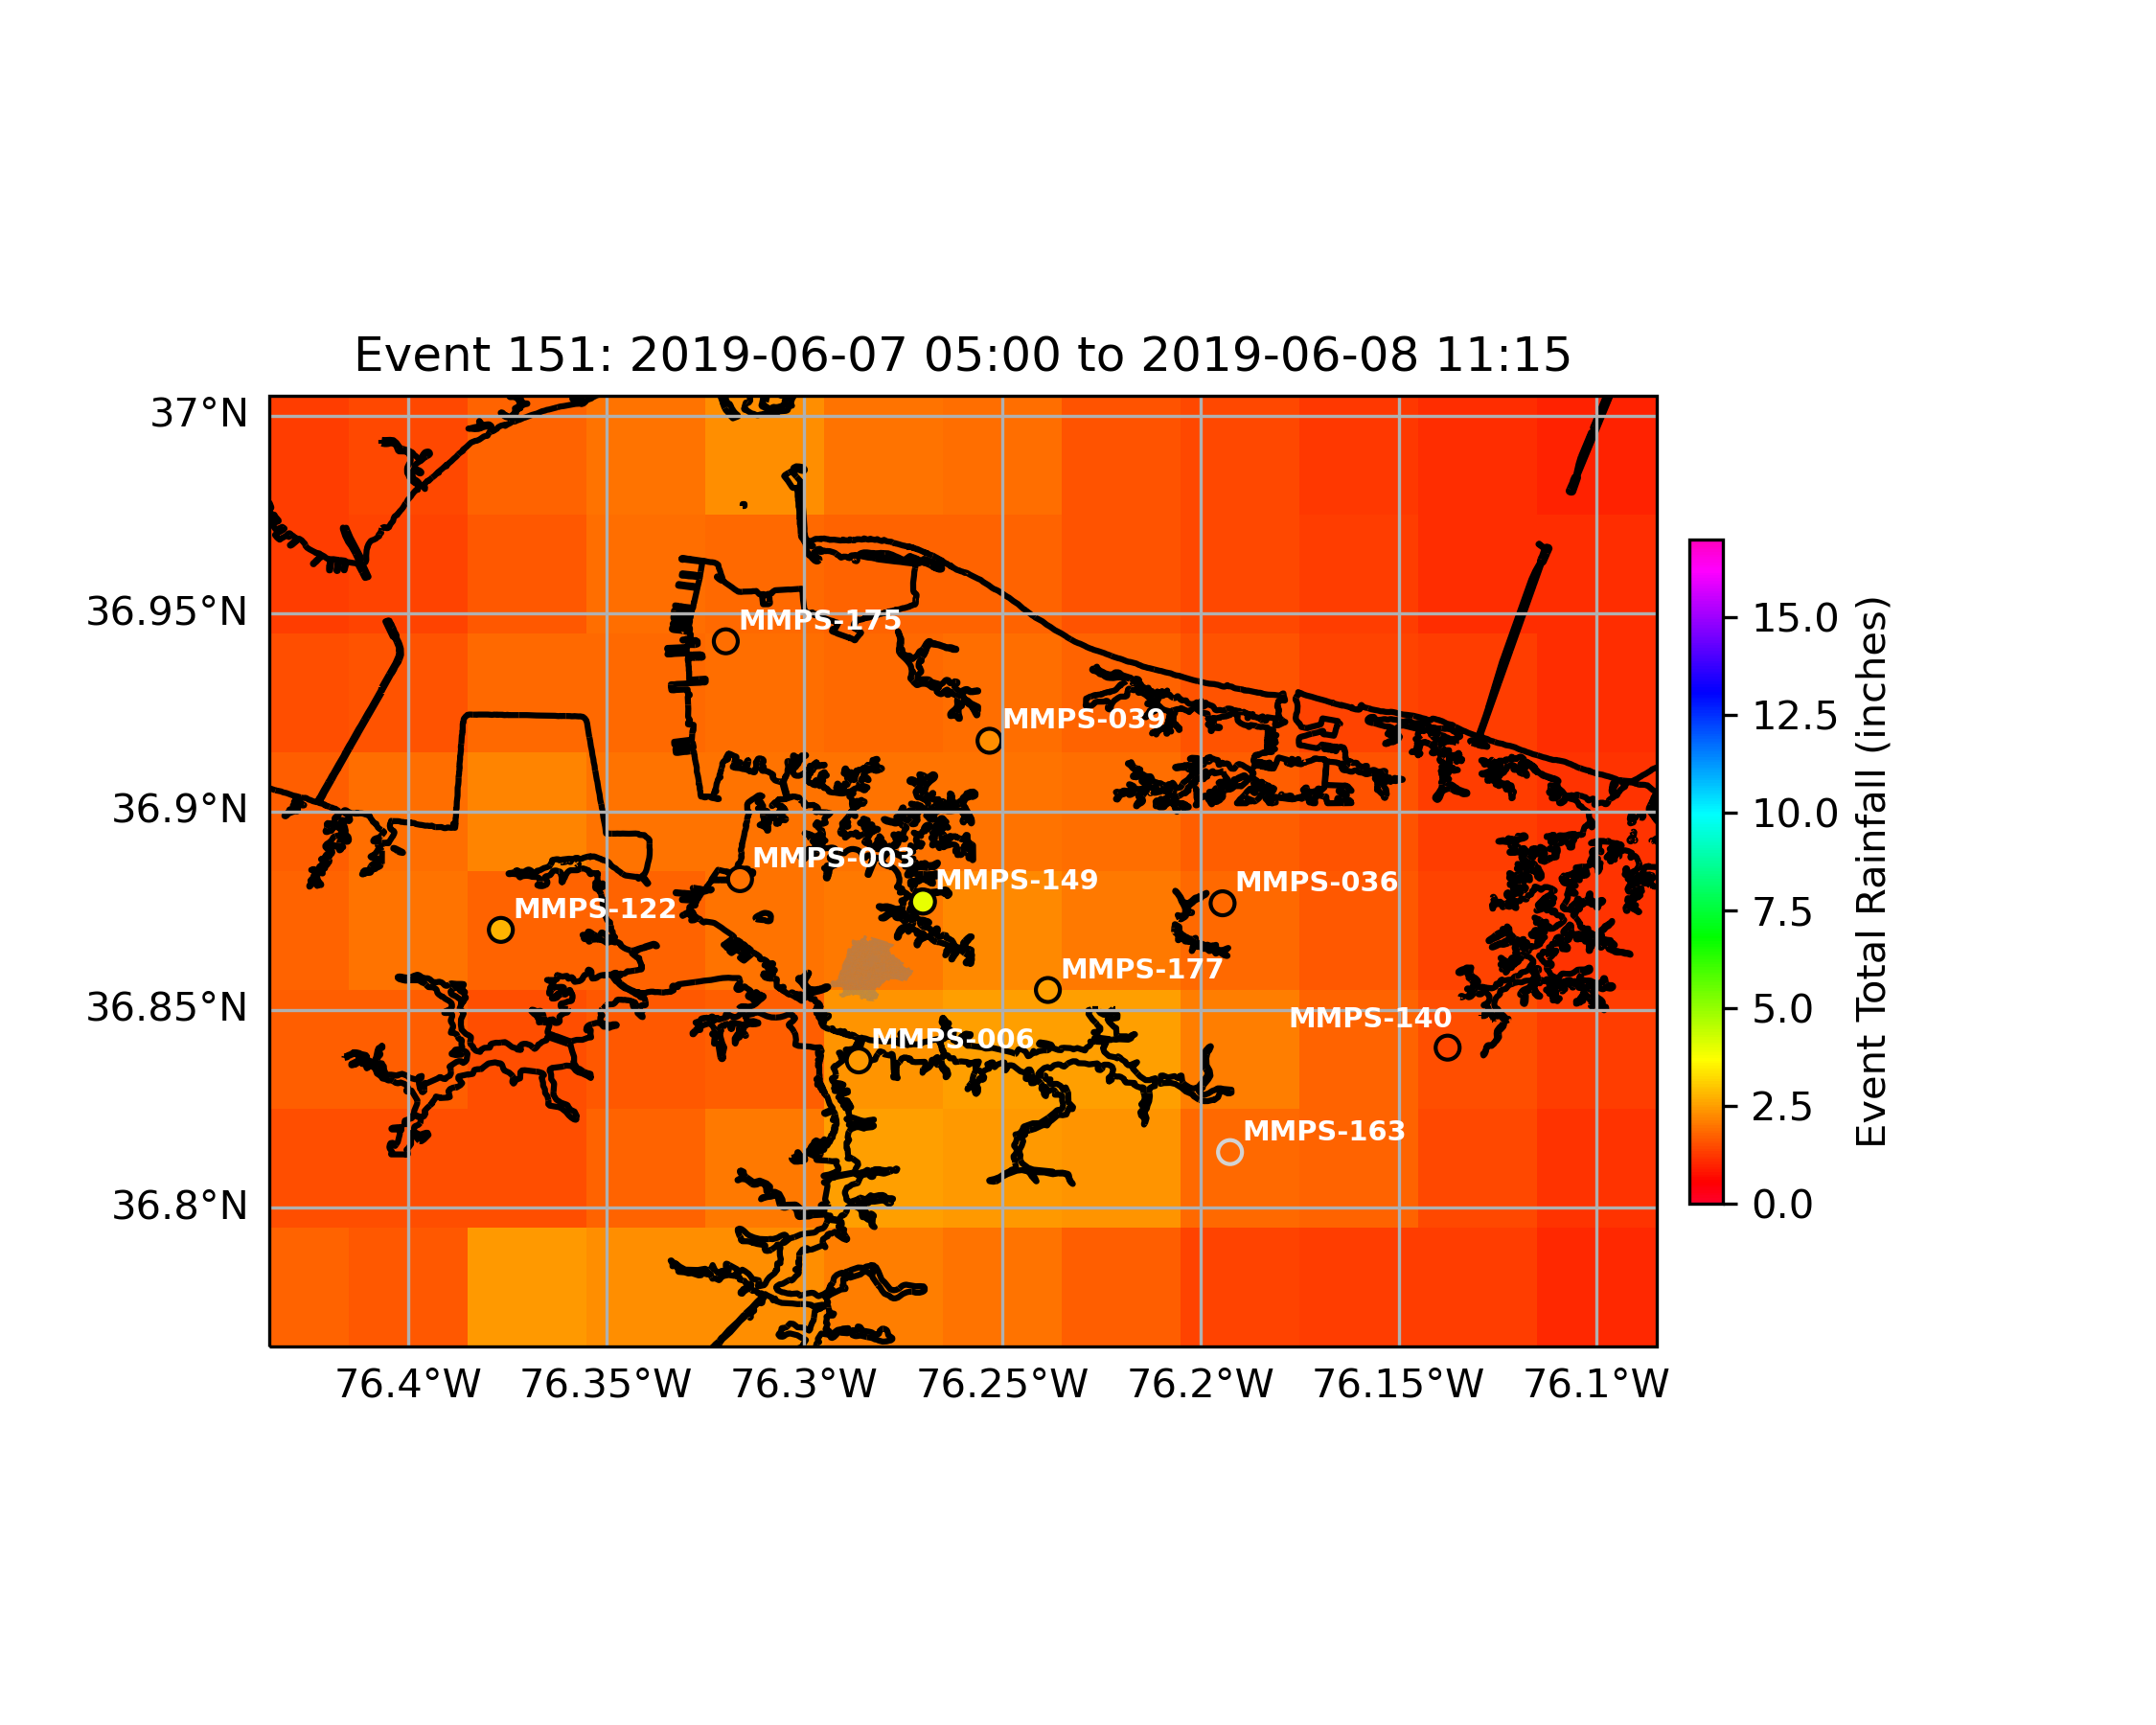 Event 151: 2019-06-07 05:00 to 2019-06-08 11:15
37°N
36.95°N
36.9°N
36.85°N
36.8°N
MMPS-175
MMPS-039
MMPS-003
MMPS-149
MMPS-036
MMPS-122
MMPS-177
MMPS-140
MMPS-006
MMPS-163
76.4°W
76.35°W
76.3°W
76.25°W
76.2°W
76.15°W
76.1°W
15.0
12.5
10.0
7.5
5.0
2.5
0.0
Event Total Rainfall (inches)